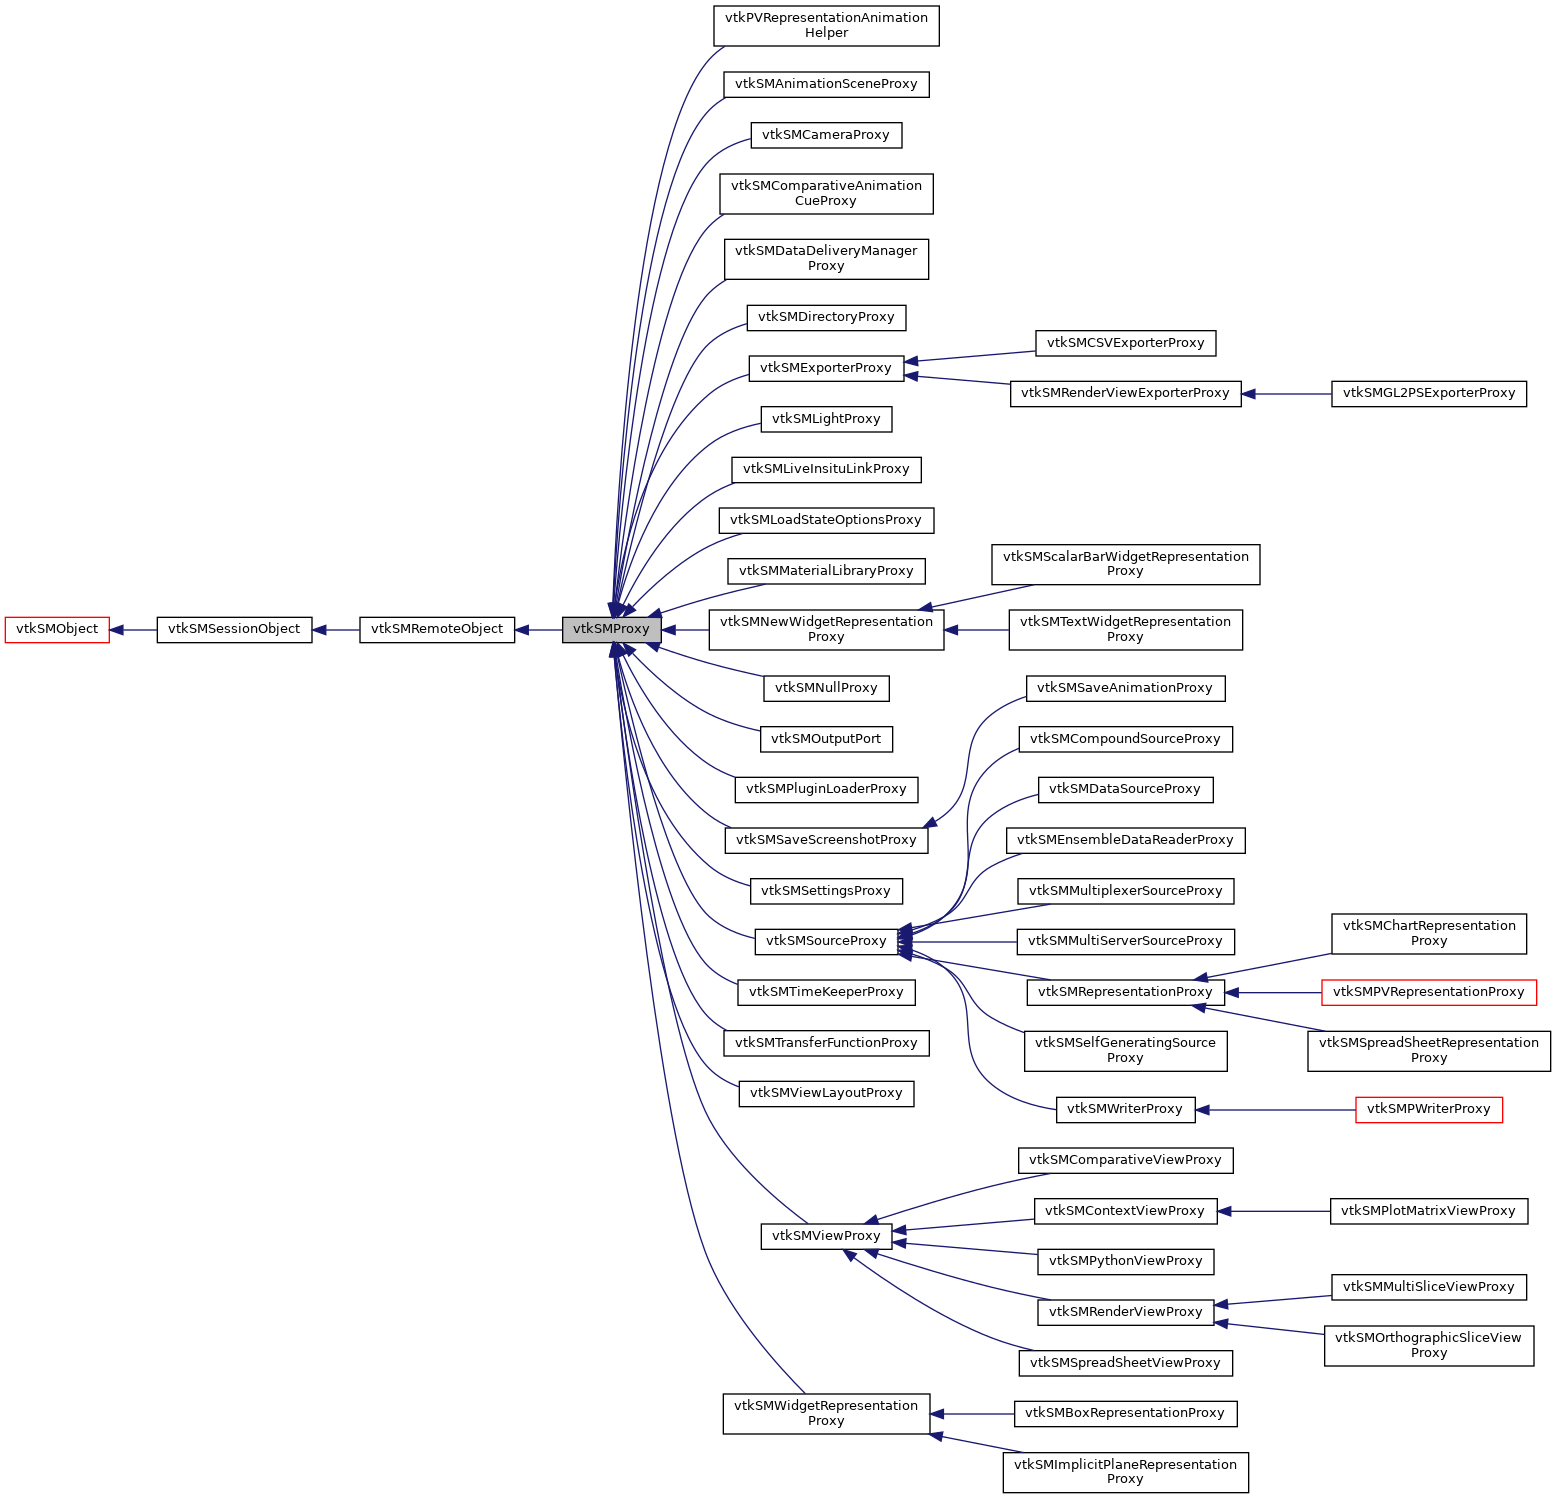 vtkPVRepresentationAnimation
Helper
vtkSMAnimationSceneProxy
vtkSMCameraProxy
vtkSMComparativeAnimation
CueProxy
vtkSMDataDeliveryManager
Proxy
vtkSMDirectoryProxy
vtkSMExporterProxy
vtkSMCSVExporterProxy
vtkSMRenderViewExporterProxy
vtkSMGL2PSExporterProxy
vtkSMLightProxy
vtkSMLiveInsituLinkProxy
vtkSMLoadStateOptionsProxy
vtkSMMaterialLibraryProxy
vtkSMScalarBarWidgetRepresentation
Proxy
vtkSMObject
vtkSMSessionObject
vtkSMRemoteObject
vtkSMProxy
vtkSMNewWidgetRepresentation
Proxy
vtkSMTextWidgetRepresentation
Proxy
vtkSMNullProxy
vtkSMSaveAnimationProxy
vtkSMOutputPort
vtkSMCompoundSourceProxy
vtkSMPluginLoaderProxy
vtkSMDataSourceProxy
vtkSMSaveScreenshotProxy
vtkSMEnsembleDataReaderProxy
vtkSMSettingsProxy
vtkSMMultiplexerSourceProxy
vtkSMSourceProxy
vtkSMMultiServerSourceProxy
vtkSMChartRepresentation
Proxy
vtkSMTimeKeeperProxy
vtkSMRepresentationProxy
vtkSMPVRepresentationProxy
vtkSMTransferFunctionProxy
vtkSMSelfGeneratingSource
Proxy
vtkSMSpreadSheetRepresentation
Proxy
vtkSMViewLayoutProxy
vtkSMWriterProxy
vtkSMPWriterProxy
vtkSMComparativeViewProxy
vtkSMViewProxy
vtkSMContextViewProxy
vtkSMPlotMatrixViewProxy
vtkSMPythonViewProxy
vtkSMRenderViewProxy
vtkSMMultiSliceViewProxy
vtkSMOrthographicSliceView
Proxy
vtkSMSpreadSheetViewProxy
vtkSMWidgetRepresentation
Proxy
vtkSMBoxRepresentationProxy
vtkSMImplicitPlaneRepresentation
Proxy